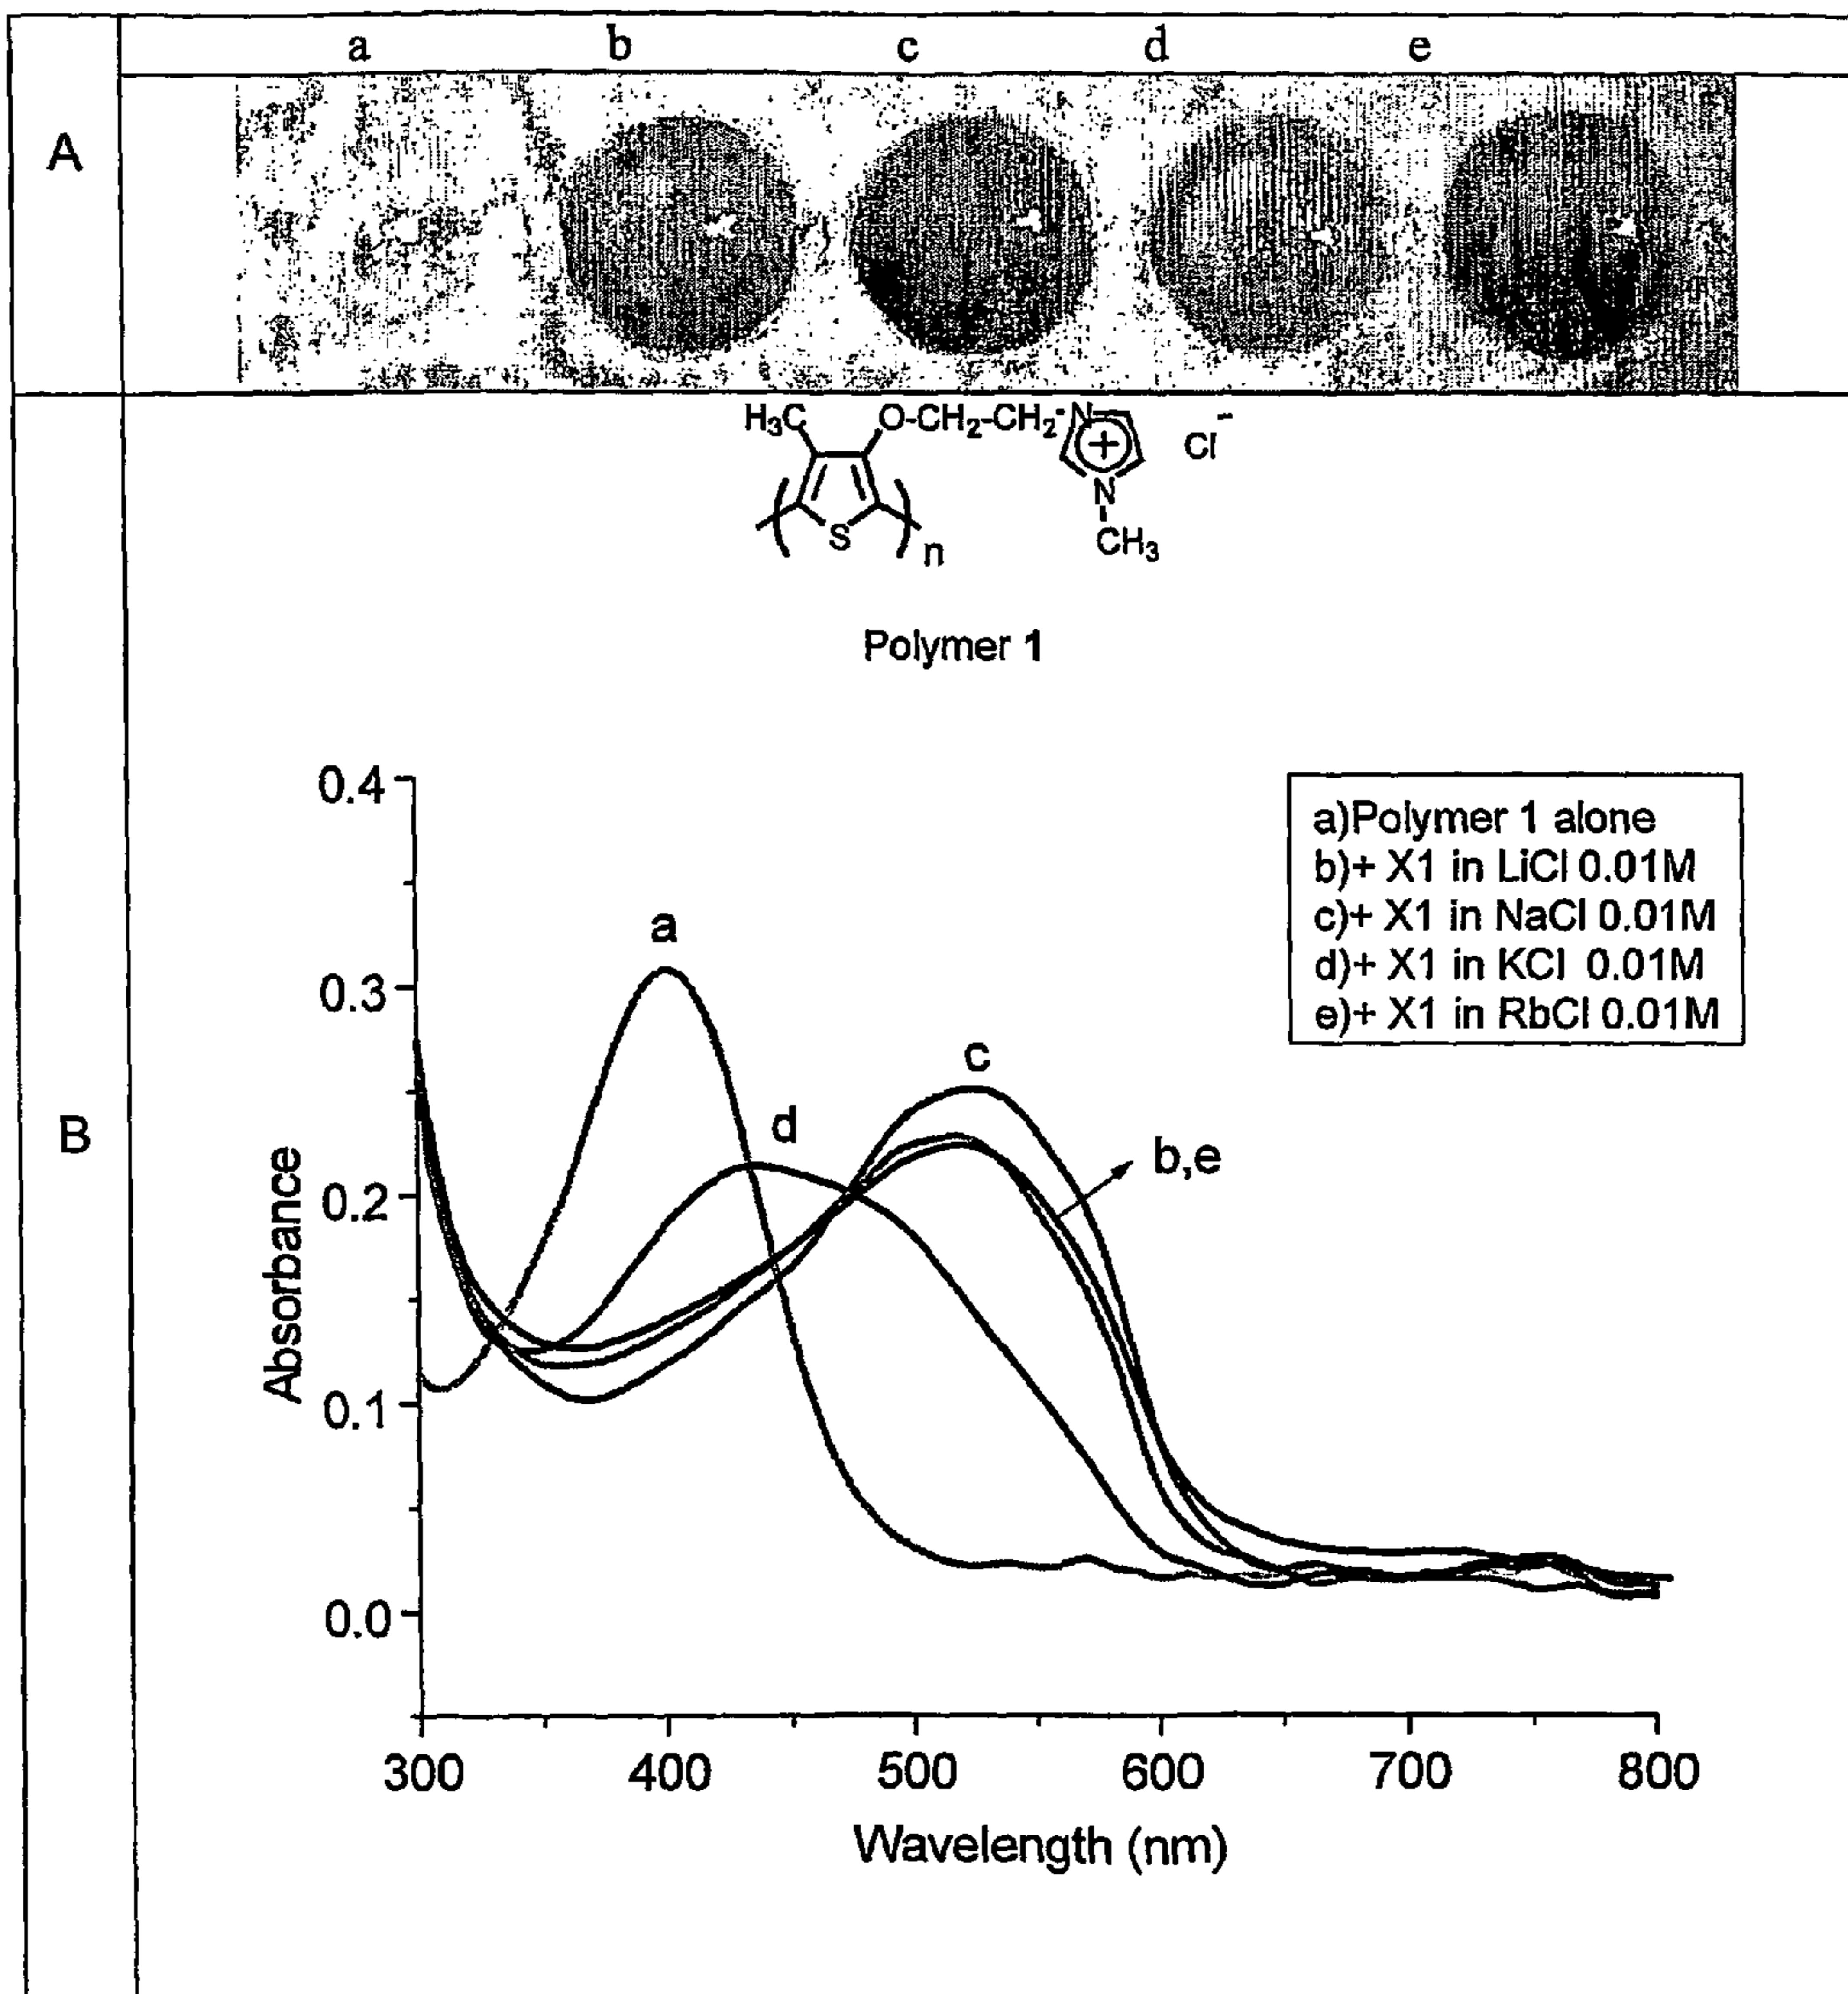 a b c d e
A
H₃C O-CH₂-CH₂-N Cl⁻
+
N
S
CH₃
n
Polymer 1
B
0.4
0.3
0.2
0.1
0.0
Absorbance
a)Polymer 1 alone
b)+ X1 in LiCl 0.01M
c)+ X1 in NaCl 0.01M
d)+ X1 in KCl 0.01M
e)+ X1 in RbCl 0.01M
a
c
d
b,e
300 400 500 600 700 800
Wavelength (nm)